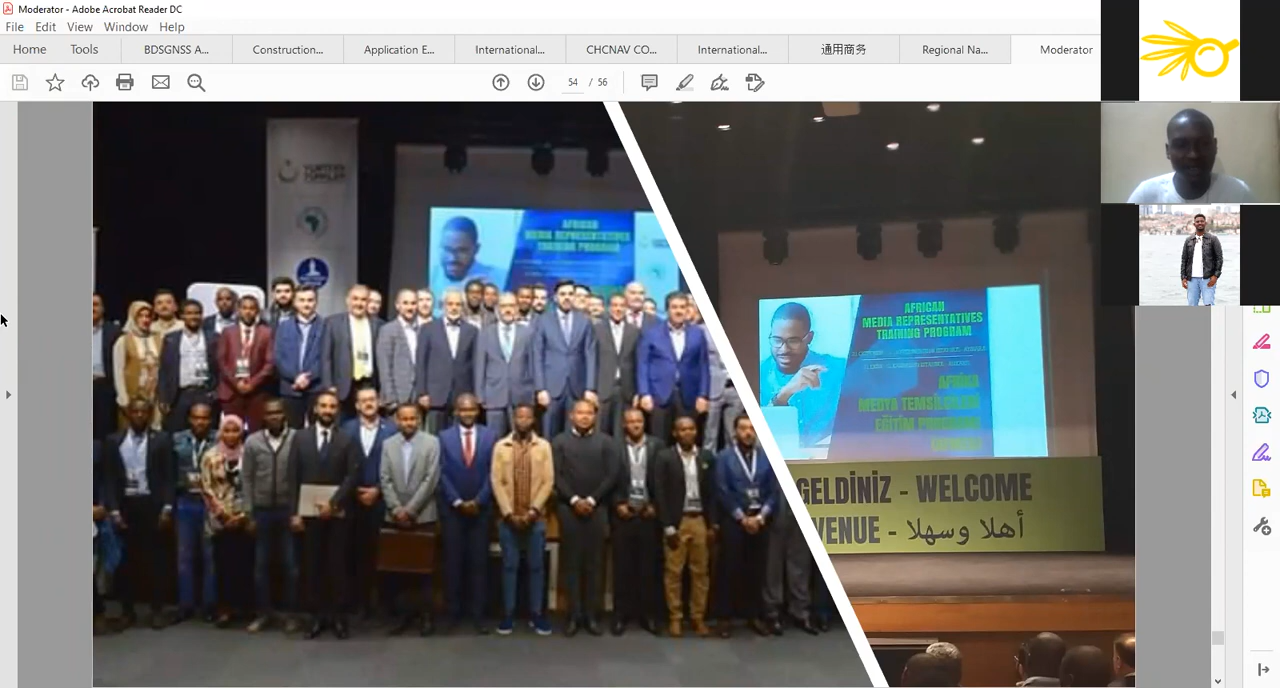 Moderator - Adobe Acrobat Reader DC
File Edit View Window Help
Home Tools BDSGNSS A... Construction... Application E... International... CHCNAV CO... International... 通用商务 Regional Na... Moderator
54 / 56
AFRICAN
MEDIA REPRESENTATIVES
TRAINING PROGRAM
AFRICAN
MEDIA REPRESENTATIVES
TRAINING PROGRAM
AFRİKA
MEDYA TEMSİLCİLERİ
EĞİTİM PROGRAMI
GELDİNİZ - WELCOME
VENUE - أهلا وسهلا